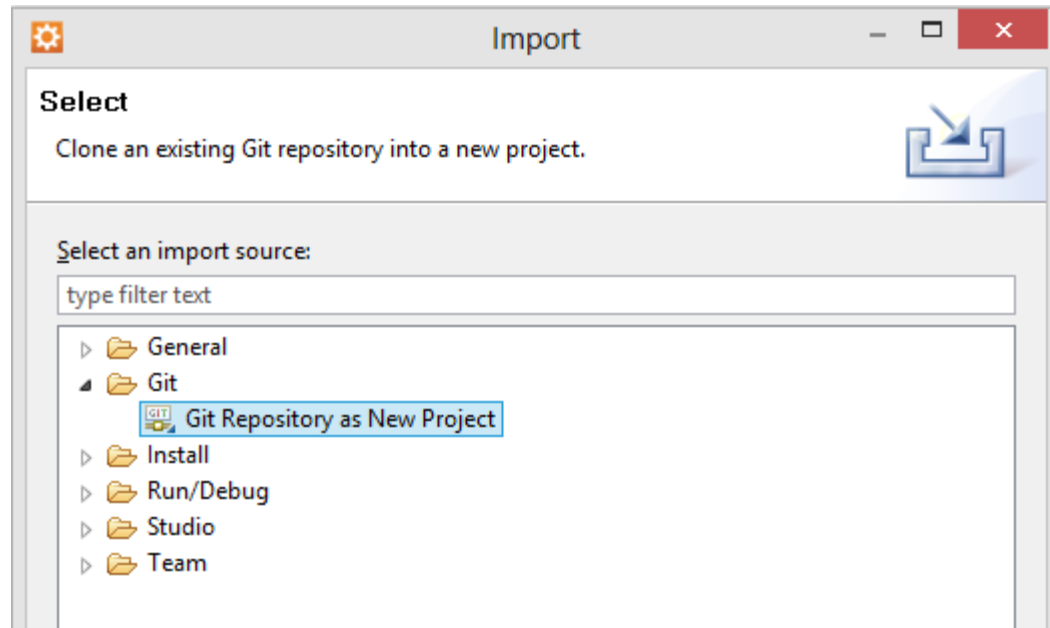 Import
Select
Clone an existing Git repository into a new project.
Select an import source:
type filter text
General
Git
GIT Git Repository as New Project
Install
Run/Debug
Studio
Team